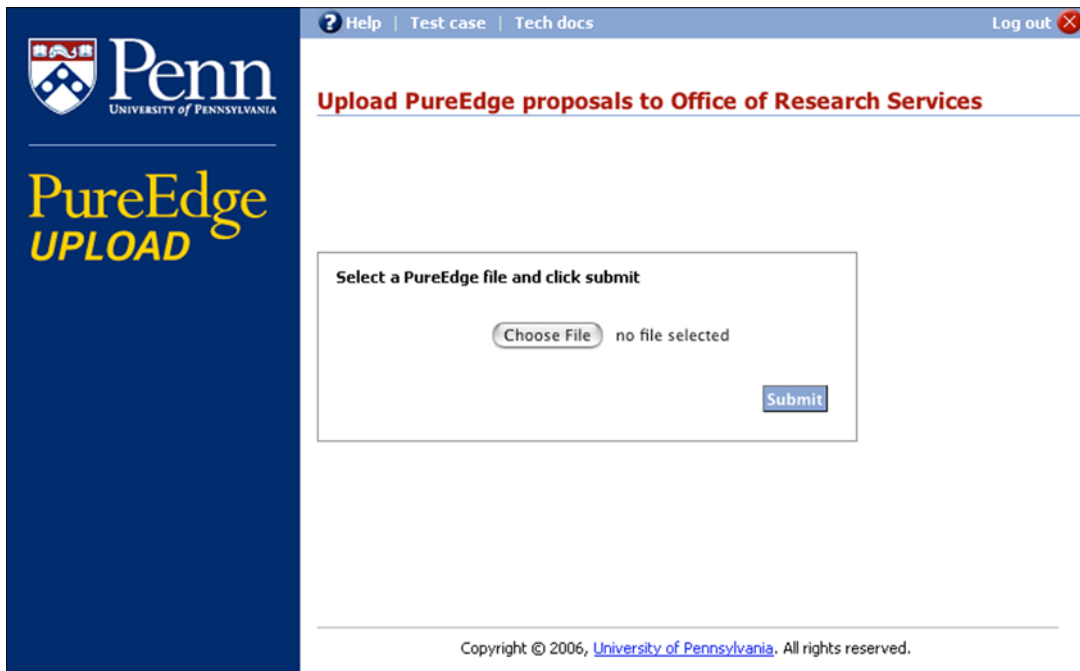 Help | Test case | Tech docs
Log out
Penn
UNIVERSITY of PENNSYLVANIA
PureEdge
UPLOAD
Upload PureEdge proposals to Office of Research Services
Select a PureEdge file and click submit
Choose File no file selected
Submit
Copyright © 2006, University of Pennsylvania. All rights reserved.